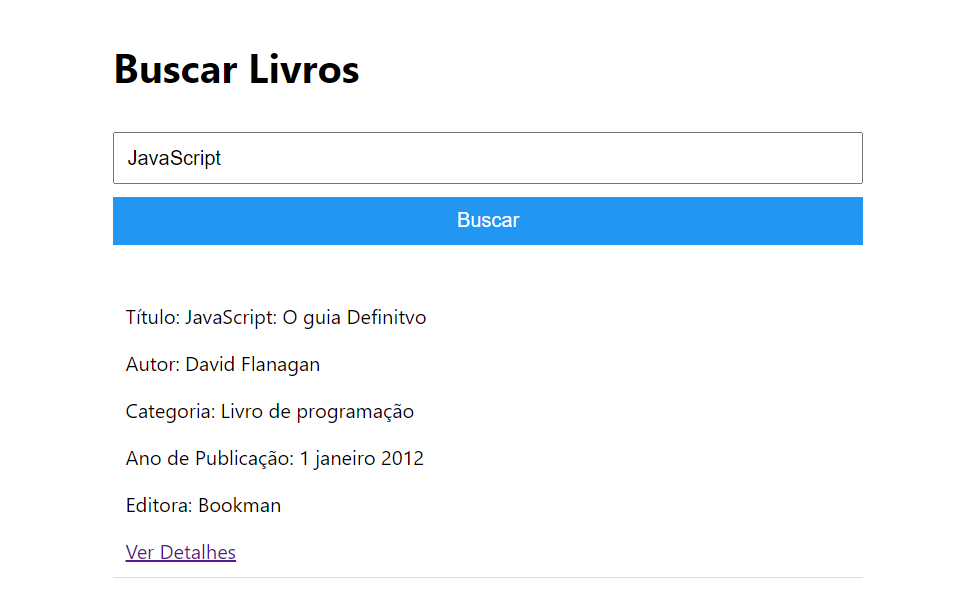 Buscar Livros
JavaScript
Buscar
Título: JavaScript: O guia Definitvo
Autor: David Flanagan
Categoria: Livro de programação
Ano de Publicação: 1 janeiro 2012
Editora: Bookman
Ver Detalhes